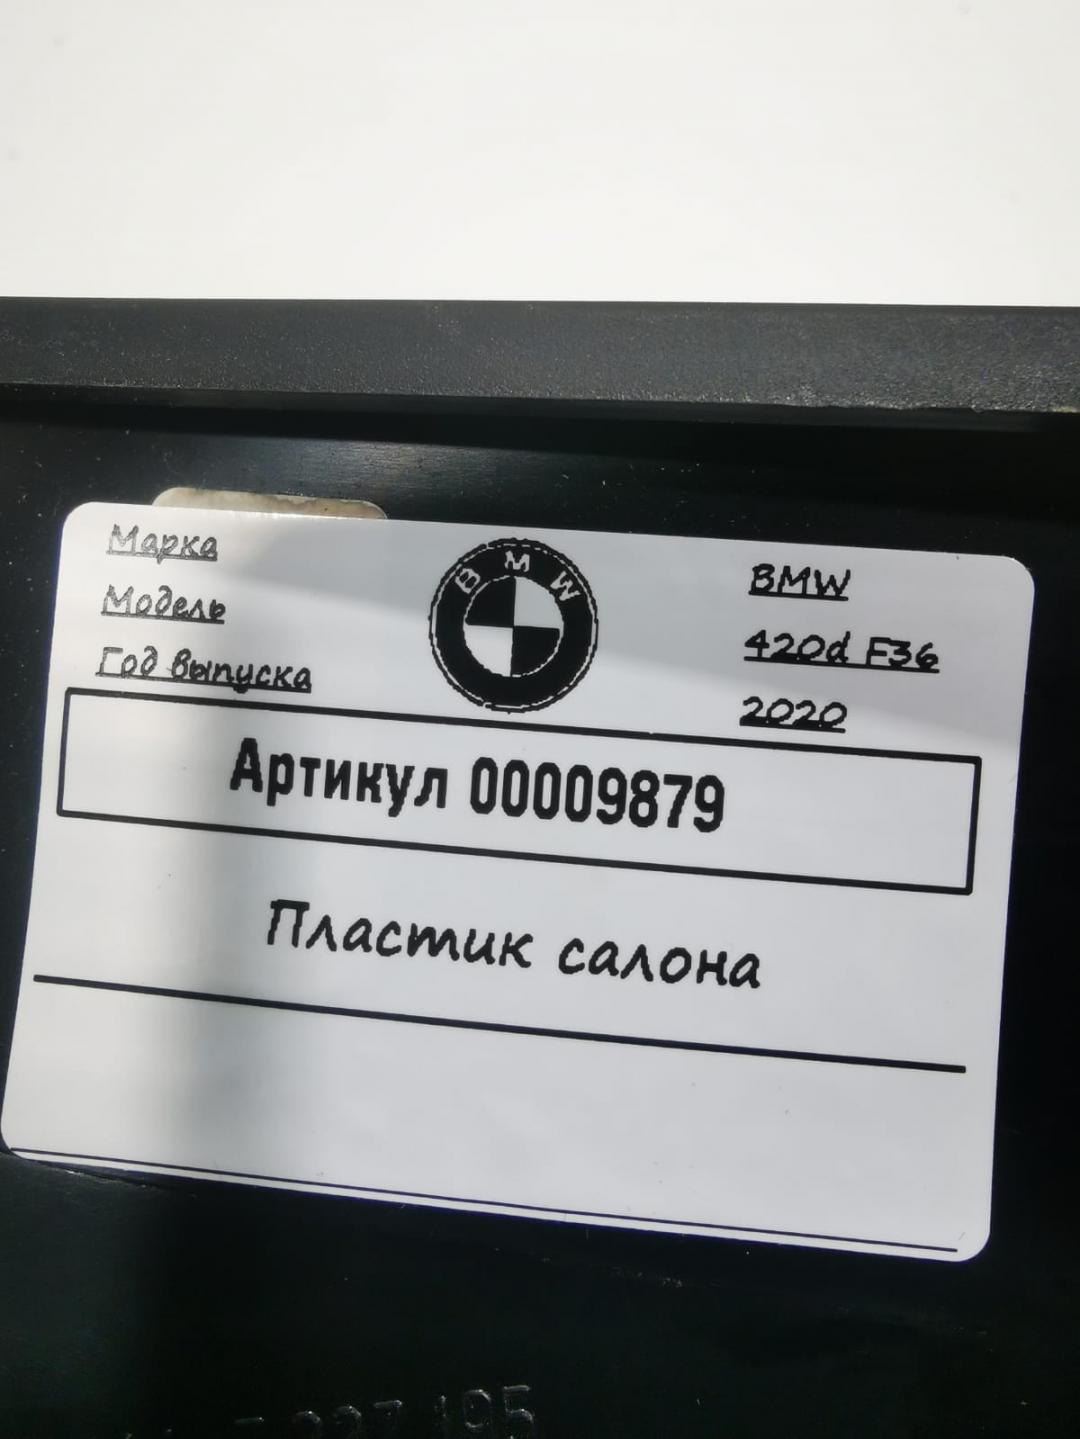 Марка BMW
Модель 420d F36
Год выпуска 2020
B M W
Артикул 00009879
Пластик салона